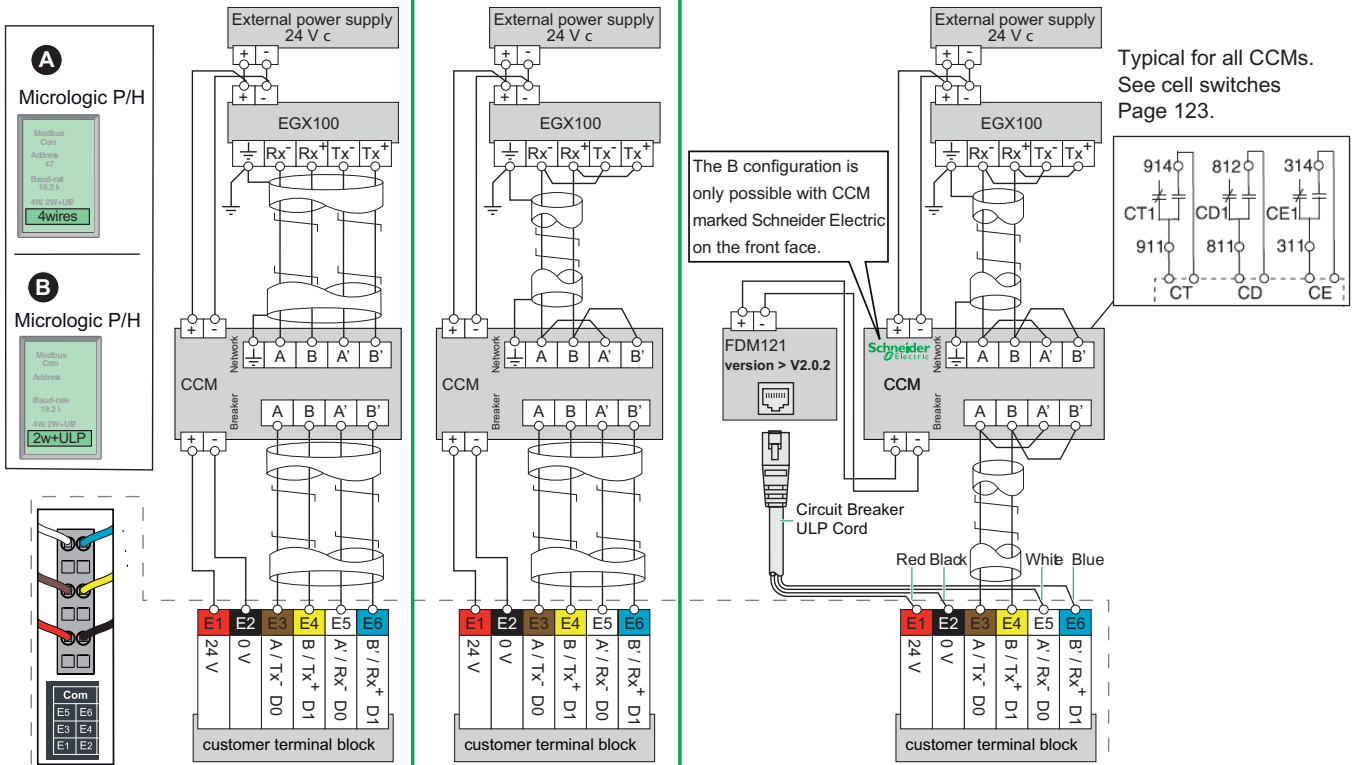 A
Micrologic P/H
Modbus
Com
Address
47
Baud-rat
19.2 k
4W, 2W+ULP
4wires
B
Micrologic P/H
Modbus
Com
Address
Baud-rate
19.2 k
4W, 2W+ULP
2w+ULP
Com
E5 E6
E3 E4
E1 E2
External power supply
24 V c
+ -
+ -
EGX100
Rx- Rx+ Tx- Tx+
+ -
Network
A B A' B'
CCM
Breaker
A B A' B'
+ -
E1 E2 E3 E4 E5 E6
24 V
0 V
A / Tx- D0
B / Tx+ D1
A' / Rx- D0
B' / Rx+ D1
customer terminal block
External power supply
24 V c
+ -
+ -
EGX100
Rx- Rx+ Tx- Tx+
+ -
Network
A B A' B'
CCM
Breaker
A B A' B'
+ -
E1 E2 E3 E4 E5 E6
24 V
0 V
A / Tx- D0
B / Tx+ D1
A' / Rx- D0
B' / Rx+ D1
customer terminal block
The B configuration is
only possible with CCM
marked Schneider Electric
on the front face.
External power supply
24 V c
+ -
+ -
EGX100
Rx- Rx+ Tx- Tx+
+ -
FDM121
version > V2.0.2
+ -
Schneider
Electric
Network
A B A' B'
CCM
Breaker
A B A' B'
+ -
Circuit Breaker
ULP Cord
Red Black White Blue
E1 E2 E3 E4 E5 E6
24 V
0 V
A / Tx- D0
B / Tx+ D1
A' / Rx- D0
B' / Rx+ D1
customer terminal block
Typical for all CCMs.
See cell switches
Page 123.
914 812 314
CT1 CD1 CE1
911 811 311
CT CD CE